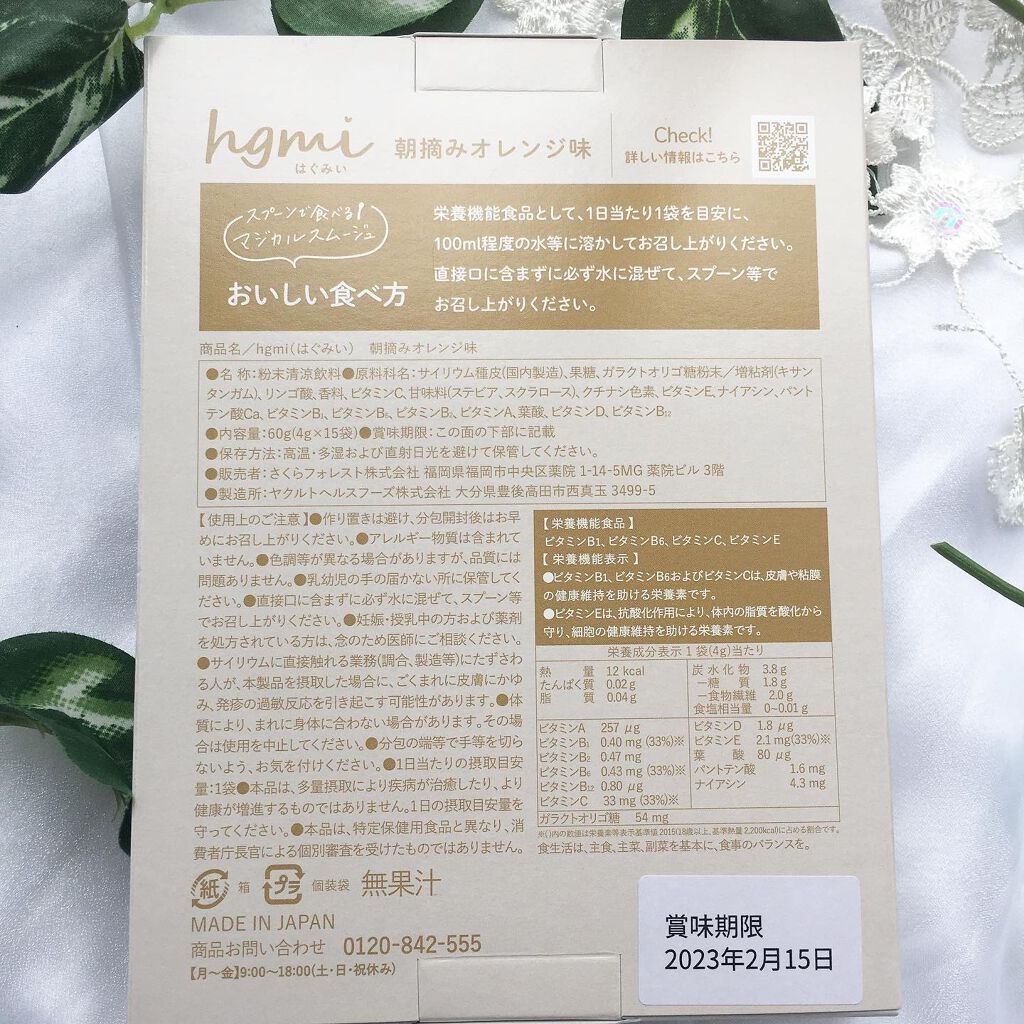 hgmi
はぐみい
朝摘みオレンジ味
Check!
詳しい情報はこちら
スプーンで食べる!
マジカルスムージュ
おいしい食べ方
栄養機能食品として、1日当たり1袋を目安に、
100ml程度の水等に溶かしてお召し上がりください。
直接口に含まずに必ず水に混ぜて、スプーン等で
お召し上がりください。
商品名/hgmi(はぐみい) 朝摘みオレンジ味
●名 称:粉末清涼飲料●原料科名:サイリウム種皮(国内製造)、果糖、ガラクトオリゴ糖粉末/増粘剤(キサン
タンガム)、リンゴ酸、香料、ビタミンC、甘味料(ステビア、スクラロース)、クチナシ色素、ビタミンE、ナイアシン、パント
テン酸Ca、ビタミンB₁、ビタミンB₆、ビタミンB₂、ビタミンA、葉酸、ビタミンD、ビタミンB₁₂
●内容量:60g(4g×15袋)●賞味期限:この面の下部に記載
●保存方法:高温・多湿および直射日光を避けて保管してください。
●販売者:さくらフォレスト株式会社 福岡県福岡市中央区薬院 1-14-5MG 薬院ビル 3階
●製造所:ヤクルトヘルスフーズ株式会社 大分県豊後高田市西真玉 3499-5
【使用上のご注意】●作り置きは避け、分包開封後はお早
めにお召し上がりください。●アレルギー物質は含まれて
いません。●色調等が異なる場合がありますが、品質には
問題ありません。●乳幼児の手の届かない所に保管してく
ださい。●直接口に含まずに必ず水に混ぜて、スプーン等
でお召し上がりください。●妊娠・授乳中の方および薬剤
を処方されている方は、念のため医師にご相談ください。
●サイリウムに直接触れる業務(調合、製造等)にたずさわ
る人が、本製品を摂取した場合に、ごくまれに皮膚にかゆ
み、発疹の過敏反応を引き起こす可能性があります。●体
質により、まれに身体に合わない場合があります。その場
合は使用を中止してください。●分包の端等で手等を切ら
ないよう、お気を付けください。●1日当たりの摂取目安
量:1袋●本品は、多量摂取により疾病が治癒したり、より
健康が増進するものではありません。1日の摂取目安量を
守ってください。●本品は、特定保健用食品と異なり、消
費者庁長官による個別審査を受けたものではありません。
【栄養機能食品】
ビタミンB1、ビタミンB6、ビタミンC、ビタミンE
【栄養機能表示】
●ビタミンB1、ビタミンB6およびビタミンCは、皮膚や粘膜
の健康維持を助ける栄養素です。
●ビタミンEは、抗酸化作用により、体内の脂質を酸化から
守り、細胞の健康維持を助ける栄養素です。
栄養成分表示 1袋(4g)当たり
熱 量 12 kcal
たんぱく質 0.02 g
脂 質 0.04 g
炭水化物 3.8 g
ー糖 質 1.8 g
ー食物繊維 2.0 g
食塩相当量 0~0.01 g
ビタミンA 257 μg
ビタミンB₁ 0.40 mg (33%)※
ビタミンB₂ 0.47 mg
ビタミンB₆ 0.43 mg (33%)※
ビタミンB₁₂ 0.80 μg
ビタミンC 33 mg (33%)※
ビタミンD 1.8 μg
ビタミンE 2.1 mg(33%)※
葉 酸 80 μg
パントテン酸 1.6 mg
ナイアシン 4.3 mg
ガラクトオリゴ糖 54 mg
※( )内の数値は栄養素等表示基準値 2015(18歳以上、基準熱量 2,200kcal)に占める割合です。
食生活は、主食、主菜、副菜を基本に、食事のバランスを。
紙 箱 プラ 個装袋 無果汁
MADE IN JAPAN
商品お問い合わせ 0120-842-555
【月~金】9:00~18:00(土・日・祝休み)
賞味期限
2023年2月15日